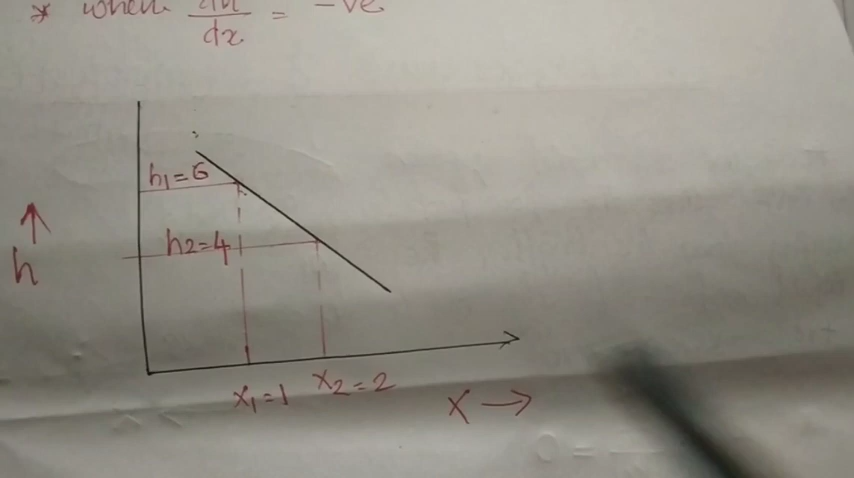 * when dh/dx = -ve
h1=6
h2=4
h
x1=1 x2=2
x →